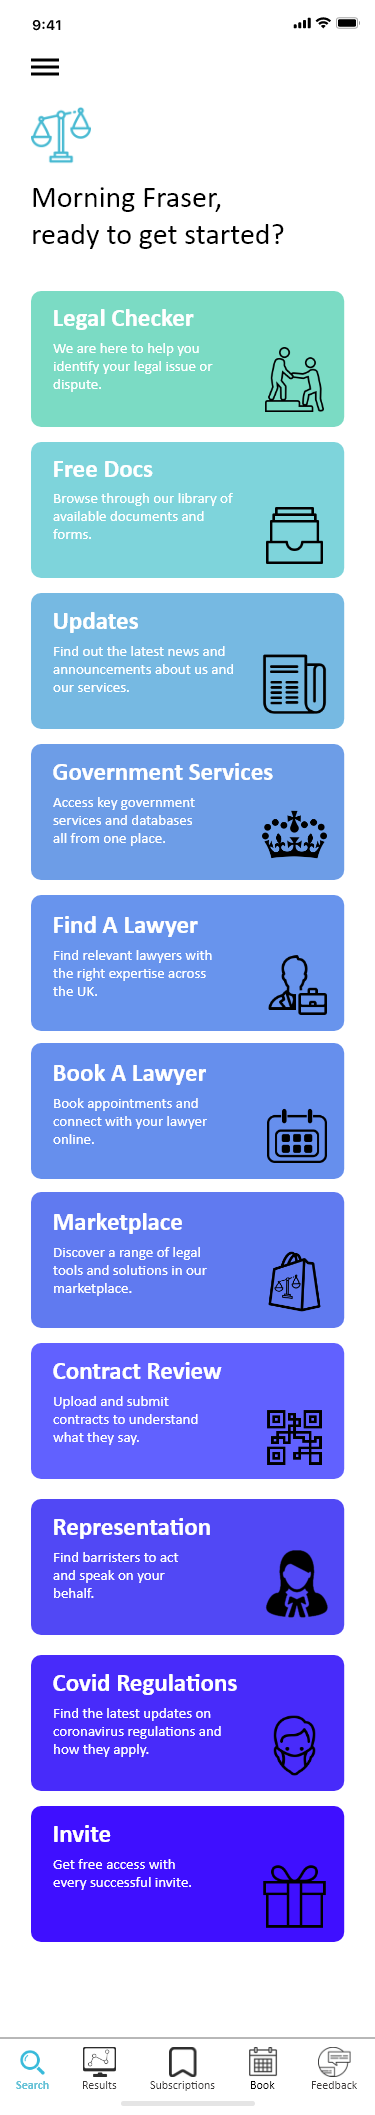 9:41
Morning Fraser,
ready to get started?
Legal Checker
We are here to help you
identify your legal issue or
dispute.
Free Docs
Browse through our library of
available documents and
forms.
Updates
Find out the latest news and
announcements about us and
our services.
Government Services
Access key government
services and databases
all from one place.
Find A Lawyer
Find relevant lawyers with
the right expertise across
the UK.
Book A Lawyer
Book appointments and
connect with your lawyer
online.
Marketplace
Discover a range of legal
tools and solutions in our
marketplace.
Contract Review
Upload and submit
contracts to understand
what they say.
Representation
Find barristers to act
and speak on your
behalf.
Covid Regulations
Find the latest updates on
coronavirus regulations and
how they apply.
Invite
Get free access with
every successful invite.
Search Results Subscriptions Book Feedback